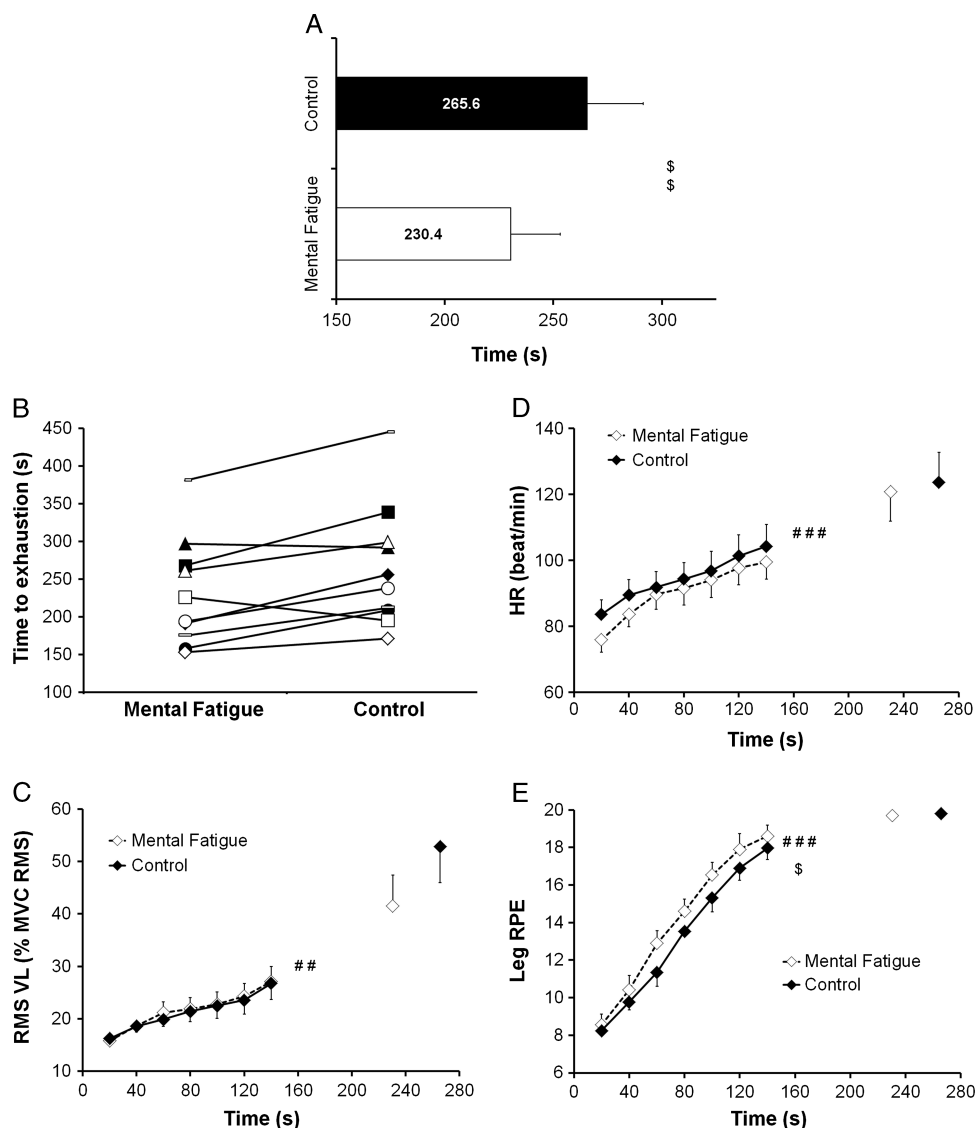 A
Control
265.6
$
$
Mental Fatigue
230.4
150
200
250
300
Time (s)
B
Time to exhaustion (s)
450
400
350
300
250
200
150
100
Mental Fatigue
Control
D
HR (beat/min)
140
120
100
80
60
Mental Fatigue
Control
# # #
0 40 80 120 160 200 240 280
Time (s)
C
RMS VL (% MVC RMS)
60
50
40
30
20
10
Mental Fatigue
Control
# #
0 40 80 120 160 200 240 280
Time (s)
E
Leg RPE
20
18
16
14
12
10
8
6
# # #
$
Mental Fatigue
Control
0 40 80 120 160 200 240 280
Time (s)